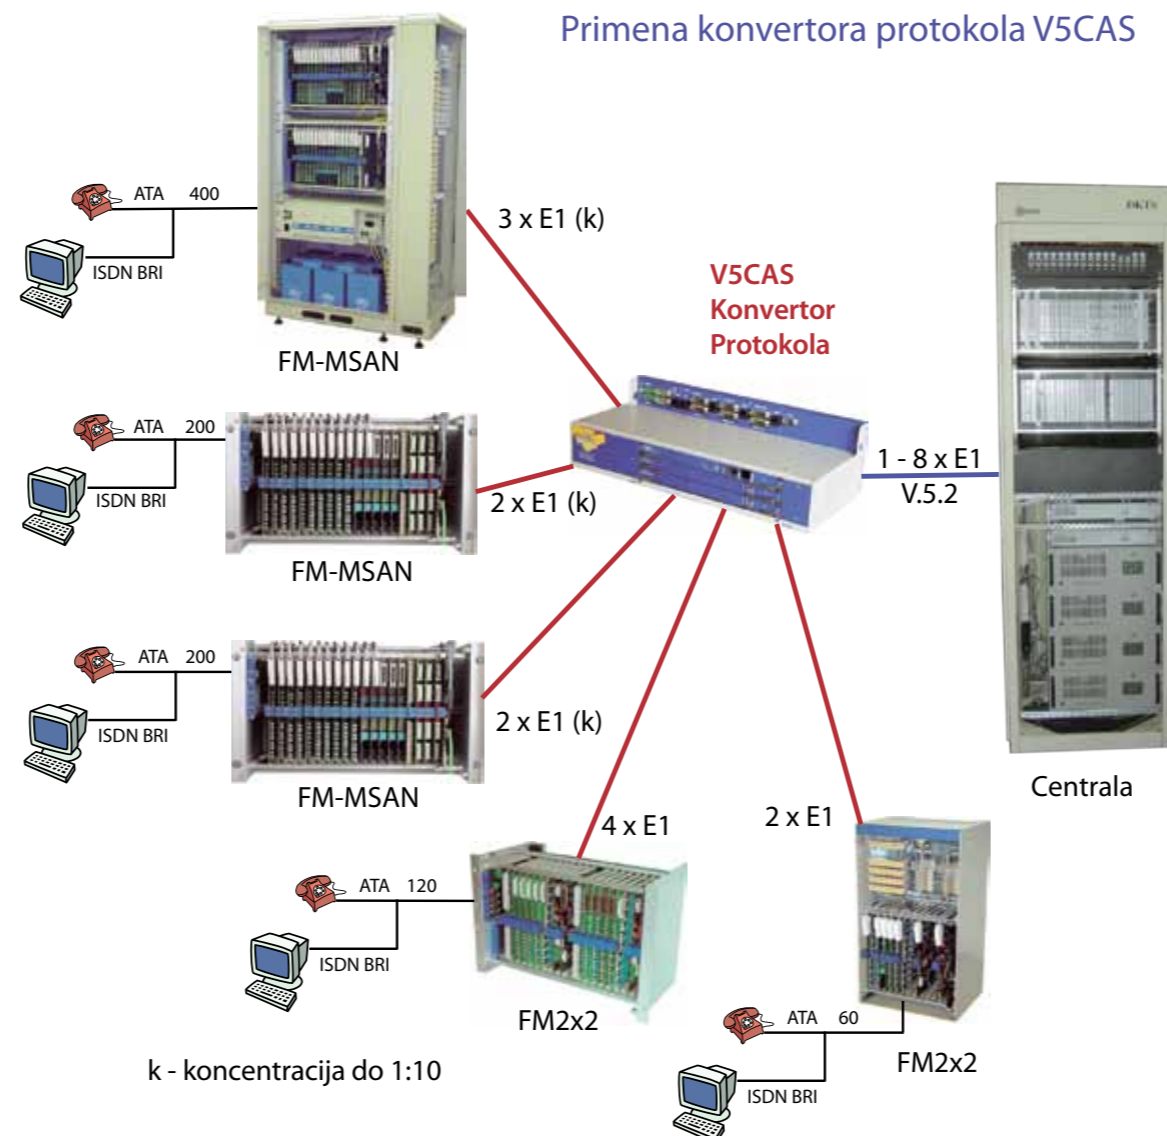 Primena konvertora protokola V5CAS
ATA 400
ISDN BRI
FM-MSAN
3 x E1 (k)
V5CAS
Konvertor
Protokola
DKTS
ATA 200
ISDN BRI
FM-MSAN
2 x E1 (k)
1 - 8 x E1
V.5.2
ATA 200
ISDN BRI
FM-MSAN
2 x E1 (k)
Centrala
4 x E1
2 x E1
ATA 120
ISDN BRI
FM2x2
ATA 60
ISDN BRI
FM2x2
k - koncentracija do 1:10